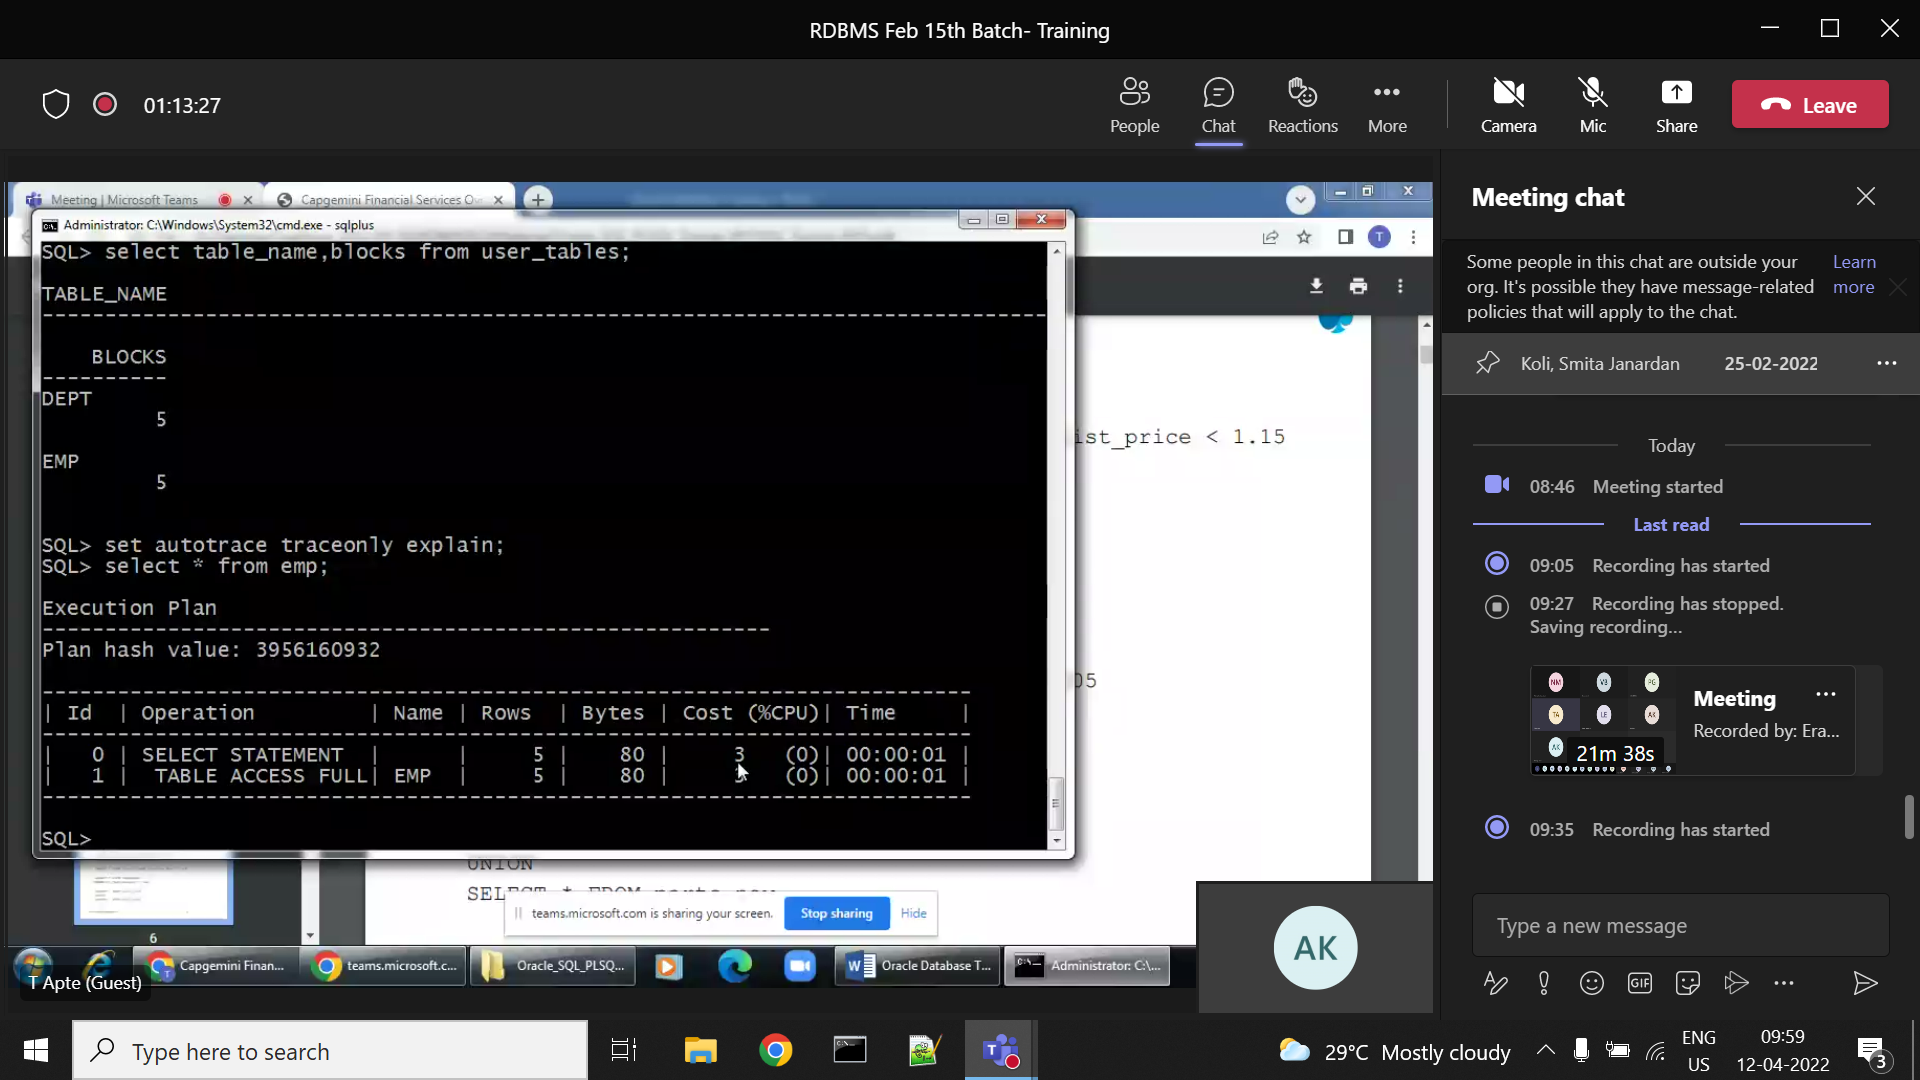 RDBMS Feb 15th Batch- Training
01:13:27
People
Chat
Reactions
More
Camera
Mic
Share
Leave
Meeting | Microsoft Teams
Capgemini Financial Services O
Administrator: C:\Windows\System32\cmd.exe - sqlplus
T
SQL> select table_name,blocks from user_tables;
TABLE_NAME
--------------------------------------------------------------------------------
    BLOCKS
----------
DEPT
         5
EMP
         5
SQL> set autotrace traceonly explain;
SQL> select * from emp;
Execution Plan
----------------------------------------------------------
Plan hash value: 3956160932
--------------------------------------------------------------------------
| Id  | Operation         | Name | Rows  | Bytes | Cost (%CPU)| Time     |
--------------------------------------------------------------------------
|   0 | SELECT STATEMENT  |      |     5 |    80 |     3   (0)| 00:00:01 |
|   1 |  TABLE ACCESS FULL| EMP  |     5 |    80 |     3   (0)| 00:00:01 |
--------------------------------------------------------------------------
SQL>
ist_price < 1.15
05
UNION
SELECT * FROM
6
teams.microsoft.com is sharing your screen.
Stop sharing
Hide
Capgemini Finan...
teams.microsoft.c...
Oracle_SQL_PLSQ...
Oracle Database T...
Administrator: C:\...
T Apte (Guest)
AK
Meeting chat
Some people in this chat are outside your
org. It's possible they have message-related
policies that will apply to the chat.
Learn
more
Koli, Smita Janardan
25-02-2022
Today
08:46 Meeting started
Last read
09:05 Recording has started
09:27 Recording has stopped.
Saving recording...
NM
VB
PG
TA
LE
AK
AK
21m 38s
Meeting
Recorded by: Era...
09:35 Recording has started
Type a new message
GIF
Type here to search
29°C Mostly cloudy
ENG
US
09:59
12-04-2022
3